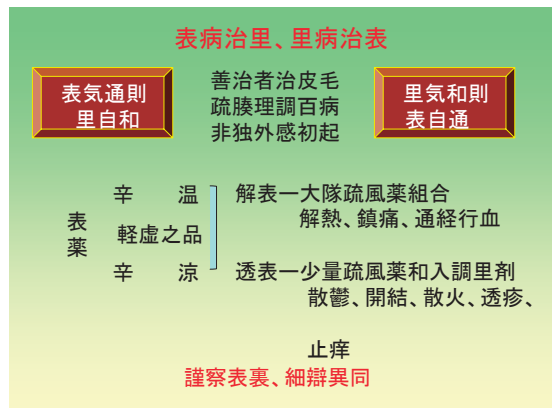 表病治里、里病治表
表気通則
里自和
善治者治皮毛
疏腠理調百病
非独外感初起
里気和則
表自通
表薬
辛　温
軽虚之品
辛　涼
解表一大隊疏風薬組合
解熱、鎮痛、通経行血
透表一少量疏風薬和入調里剤
散鬱、開結、散火、透疹、
止痒
謹察表裏、細辯異同